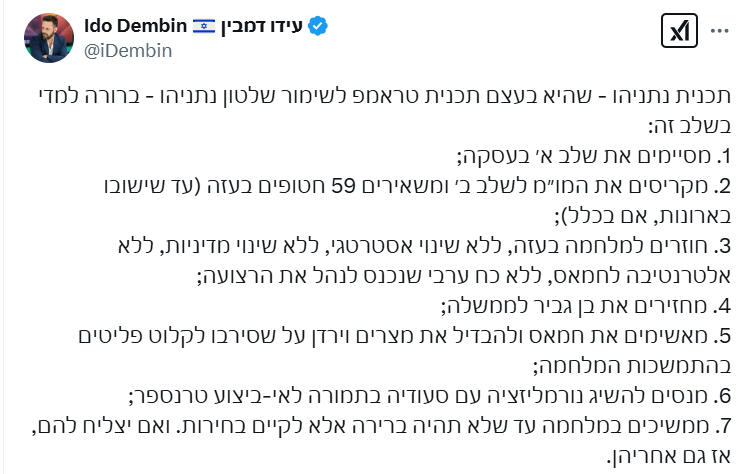 Ido Dembin 🇮🇱 עידו דמבין
@iDembin
תכנית נתניהו - שהיא בעצם תכנית טראמפ לשימור שלטון נתניהו - ברורה למדי
בשלב זה:
1. מסיימים את שלב א׳ בעסקה;
2. מקריסים את המו״מ לשלב ב׳ ומשאירים 59 חטופים בעזה (עד שישובו
בארונות, אם בכלל);
3. חוזרים למלחמה בעזה, ללא שינוי אסטרטגי, ללא שינוי מדיניות, ללא
אלטרנטיבה לחמאס, ללא כח ערבי שנכנס לנהל את הרצועה;
4. מחזירים את בן גביר לממשלה;
5. מאשימים את חמאס ולהבדיל את מצרים וירדן על שסירבו לקלוט פליטים
בהתמשכות המלחמה;
6. מנסים להשיג נורמליזציה עם סעודיה בתמורה לאי-ביצוע טרנספר;
7. ממשיכים במלחמה עד שלא תהיה ברירה אלא לקיים בחירות. ואם יצליח להם,
אז גם אחריהן.